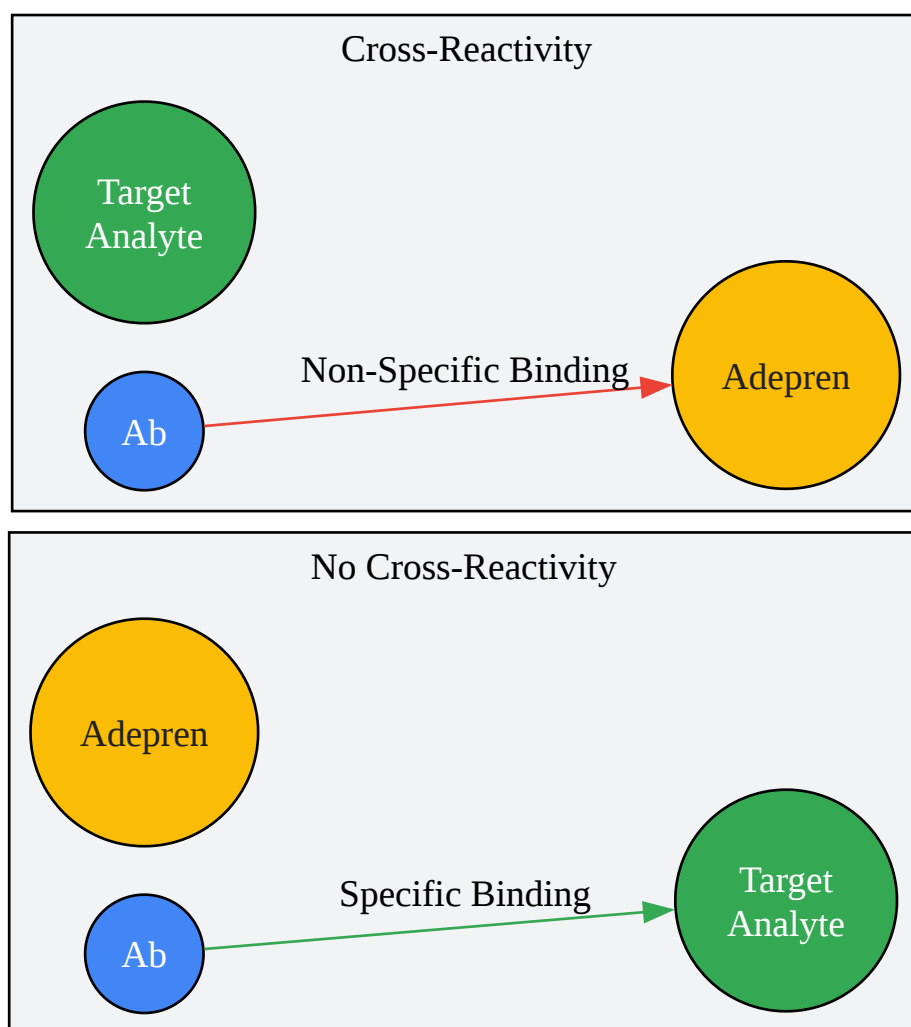 Cross-Reactivity
Target
Analyte
Non-Specific Binding
Adepren
Ab
No Cross-Reactivity
Adepren
Specific Binding
Target
Analyte
Ab